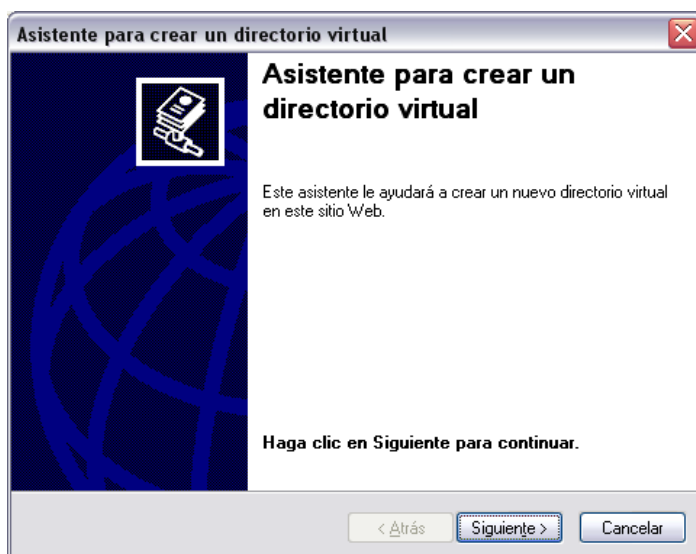 Asistente para crear un directorio virtual
Asistente para crear un
directorio virtual
Este asistente le ayudará a crear un nuevo directorio virtual
en este sitio Web.
Haga clic en Siguiente para continuar.
< Atrás Siguiente > Cancelar